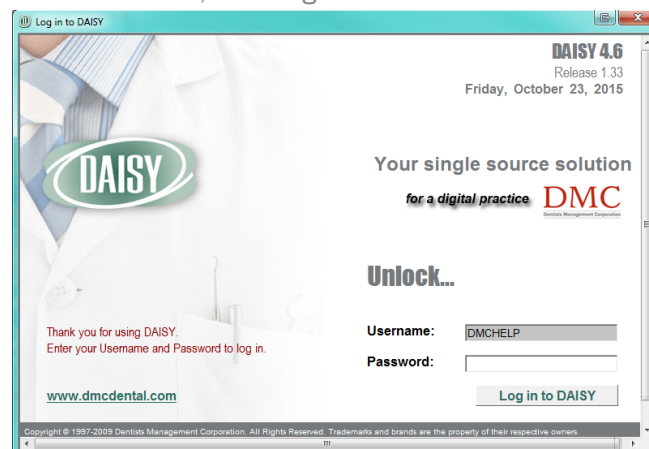 Log in to DAISY
DAISY 4.6
Release 1.33
Friday, October 23, 2015
DAISY
Your single source solution
for a digital practice DMC
Dentists Management Corporation
Unlock...
Thank you for using DAISY.
Enter your Username and Password to log in.
Username: DMCHELP
Password:
www.dmcdental.com
Log in to DAISY
Copyright © 1997-2009 Dentists Management Corporation. All Rights Reserved. Trademarks and brands are the property of their respective owners.